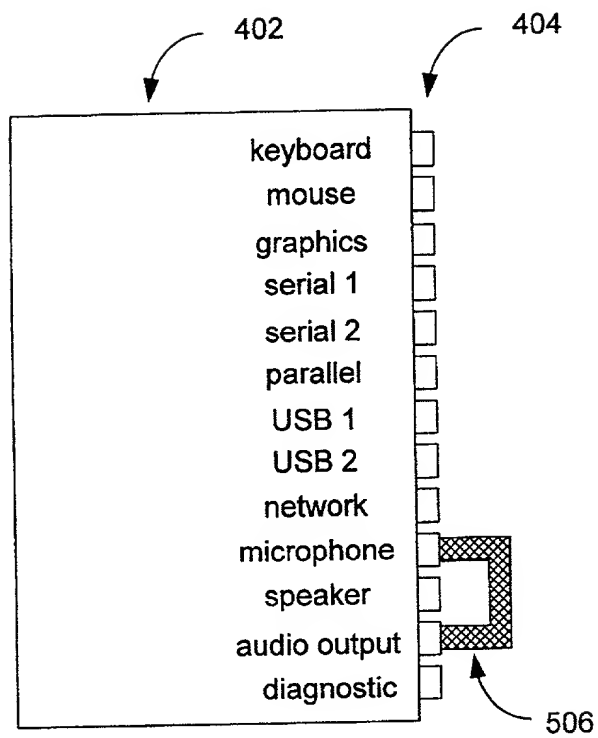 402
404
keyboard
mouse
graphics
serial 1
serial 2
parallel
USB 1
USB 2
network
microphone
speaker
audio output
diagnostic
506